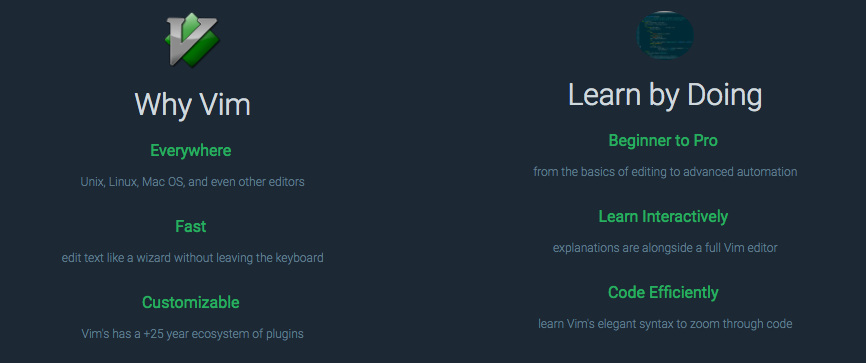 Why Vim
Everywhere
Unix, Linux, Mac OS, and even other editors
Fast
edit text like a wizard without leaving the keyboard
Customizable
Vim's has a +25 year ecosystem of plugins
Learn by Doing
Beginner to Pro
from the basics of editing to advanced automation
Learn Interactively
explanations are alongside a full Vim editor
Code Efficiently
learn Vim's elegant syntax to zoom through code